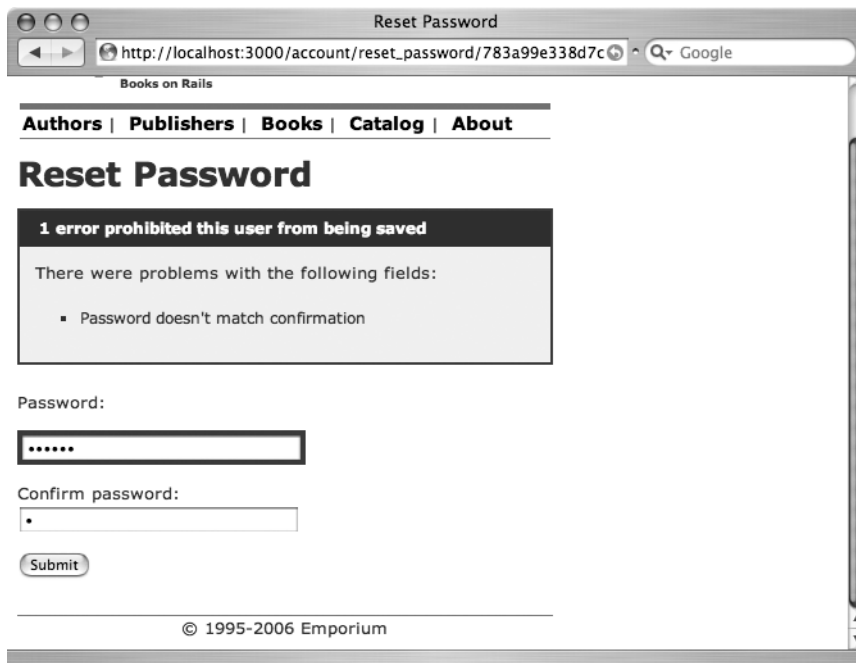 Reset Password
http://localhost:3000/account/reset_password/783a99e338d7c
Google
Books on Rails
Authors | Publishers | Books | Catalog | About
Reset Password
1 error prohibited this user from being saved
There were problems with the following fields:
▪ Password doesn't match confirmation
Password:
••••••
Confirm password:
•
Submit
© 1995-2006 Emporium